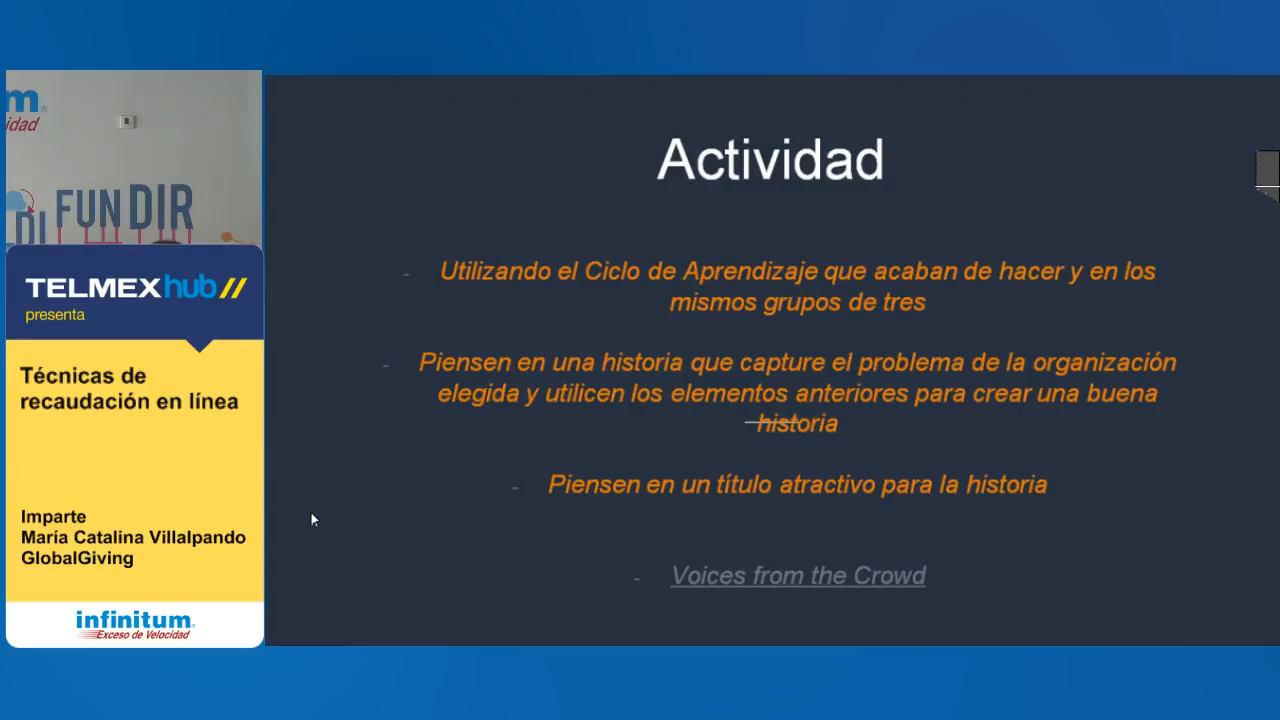 m®
idad
DI
FUN DIR
TELMEXhub//
presenta
Técnicas de
recaudación en línea
Imparte
María Catalina Villalpando
GlobalGiving
infinitum®
Exceso de Velocidad
Actividad
- Utilizando el Ciclo de Aprendizaje que acaban de hacer y en los
mismos grupos de tres
- Piensen en una historia que capture el problema de la organización
elegida y utilicen los elementos anteriores para crear una buena
historia
- Piensen en un título atractivo para la historia
- Voices from the Crowd